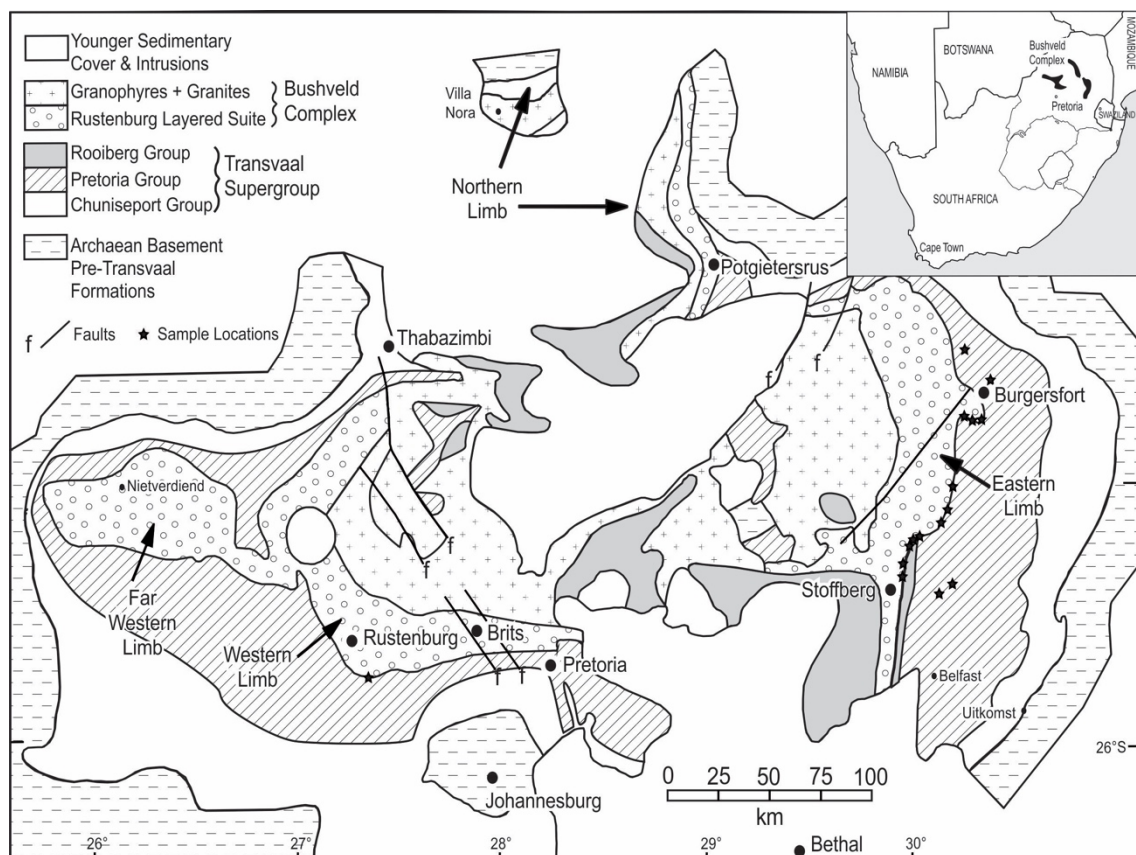 Younger Sedimentary
Cover & Intrusions
Granophyres + Granites
Rustenburg Layered Suite
Bushveld
Complex
Rooiberg Group
Pretoria Group
Chuniseport Group
Transvaal
Supergroup
Archaean Basement
Pre-Transvaal
Formations
f
Faults
Sample Locations
Villa
Nora
Northern
Limb
Potgietersrus
Thabazimbi
f
f
Burgersfort
Eastern
Limb
Nietverdiend
Far
Western
Limb
f
f
Western
Limb
Rustenburg
Brits
f
f
Pretoria
Stoffberg
Belfast
Uitkomst
26°S
Johannesburg
0 25 50 75 100
km
Bethal
26° 27° 28° 29° 30°
NAMIBIA
BOTSWANA
MOZAMBIQUE
Bushveld
Complex
Pretoria
SWAZILAND
SOUTH AFRICA
Cape Town